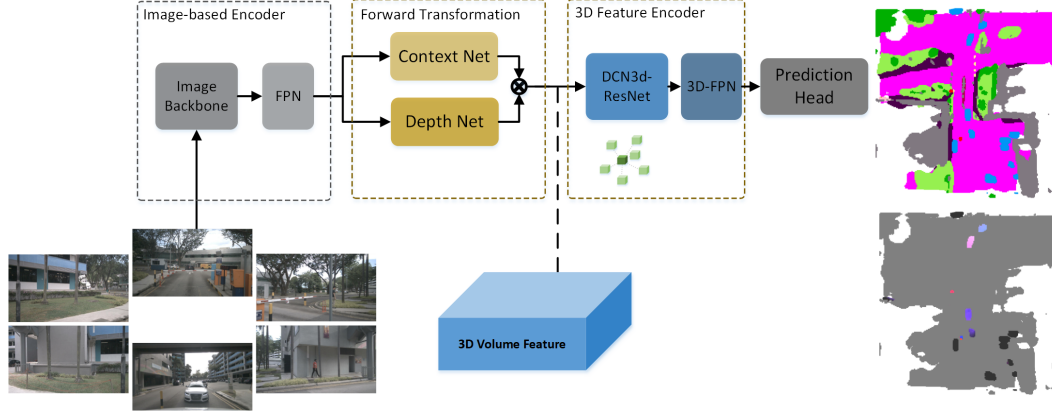 Image-based Encoder
Forward Transformation
3D Feature Encoder
Image
Backbone
FPN
Context Net
Depth Net
DCN3d-
ResNet
3D-FPN
Prediction
Head
3D Volume Feature